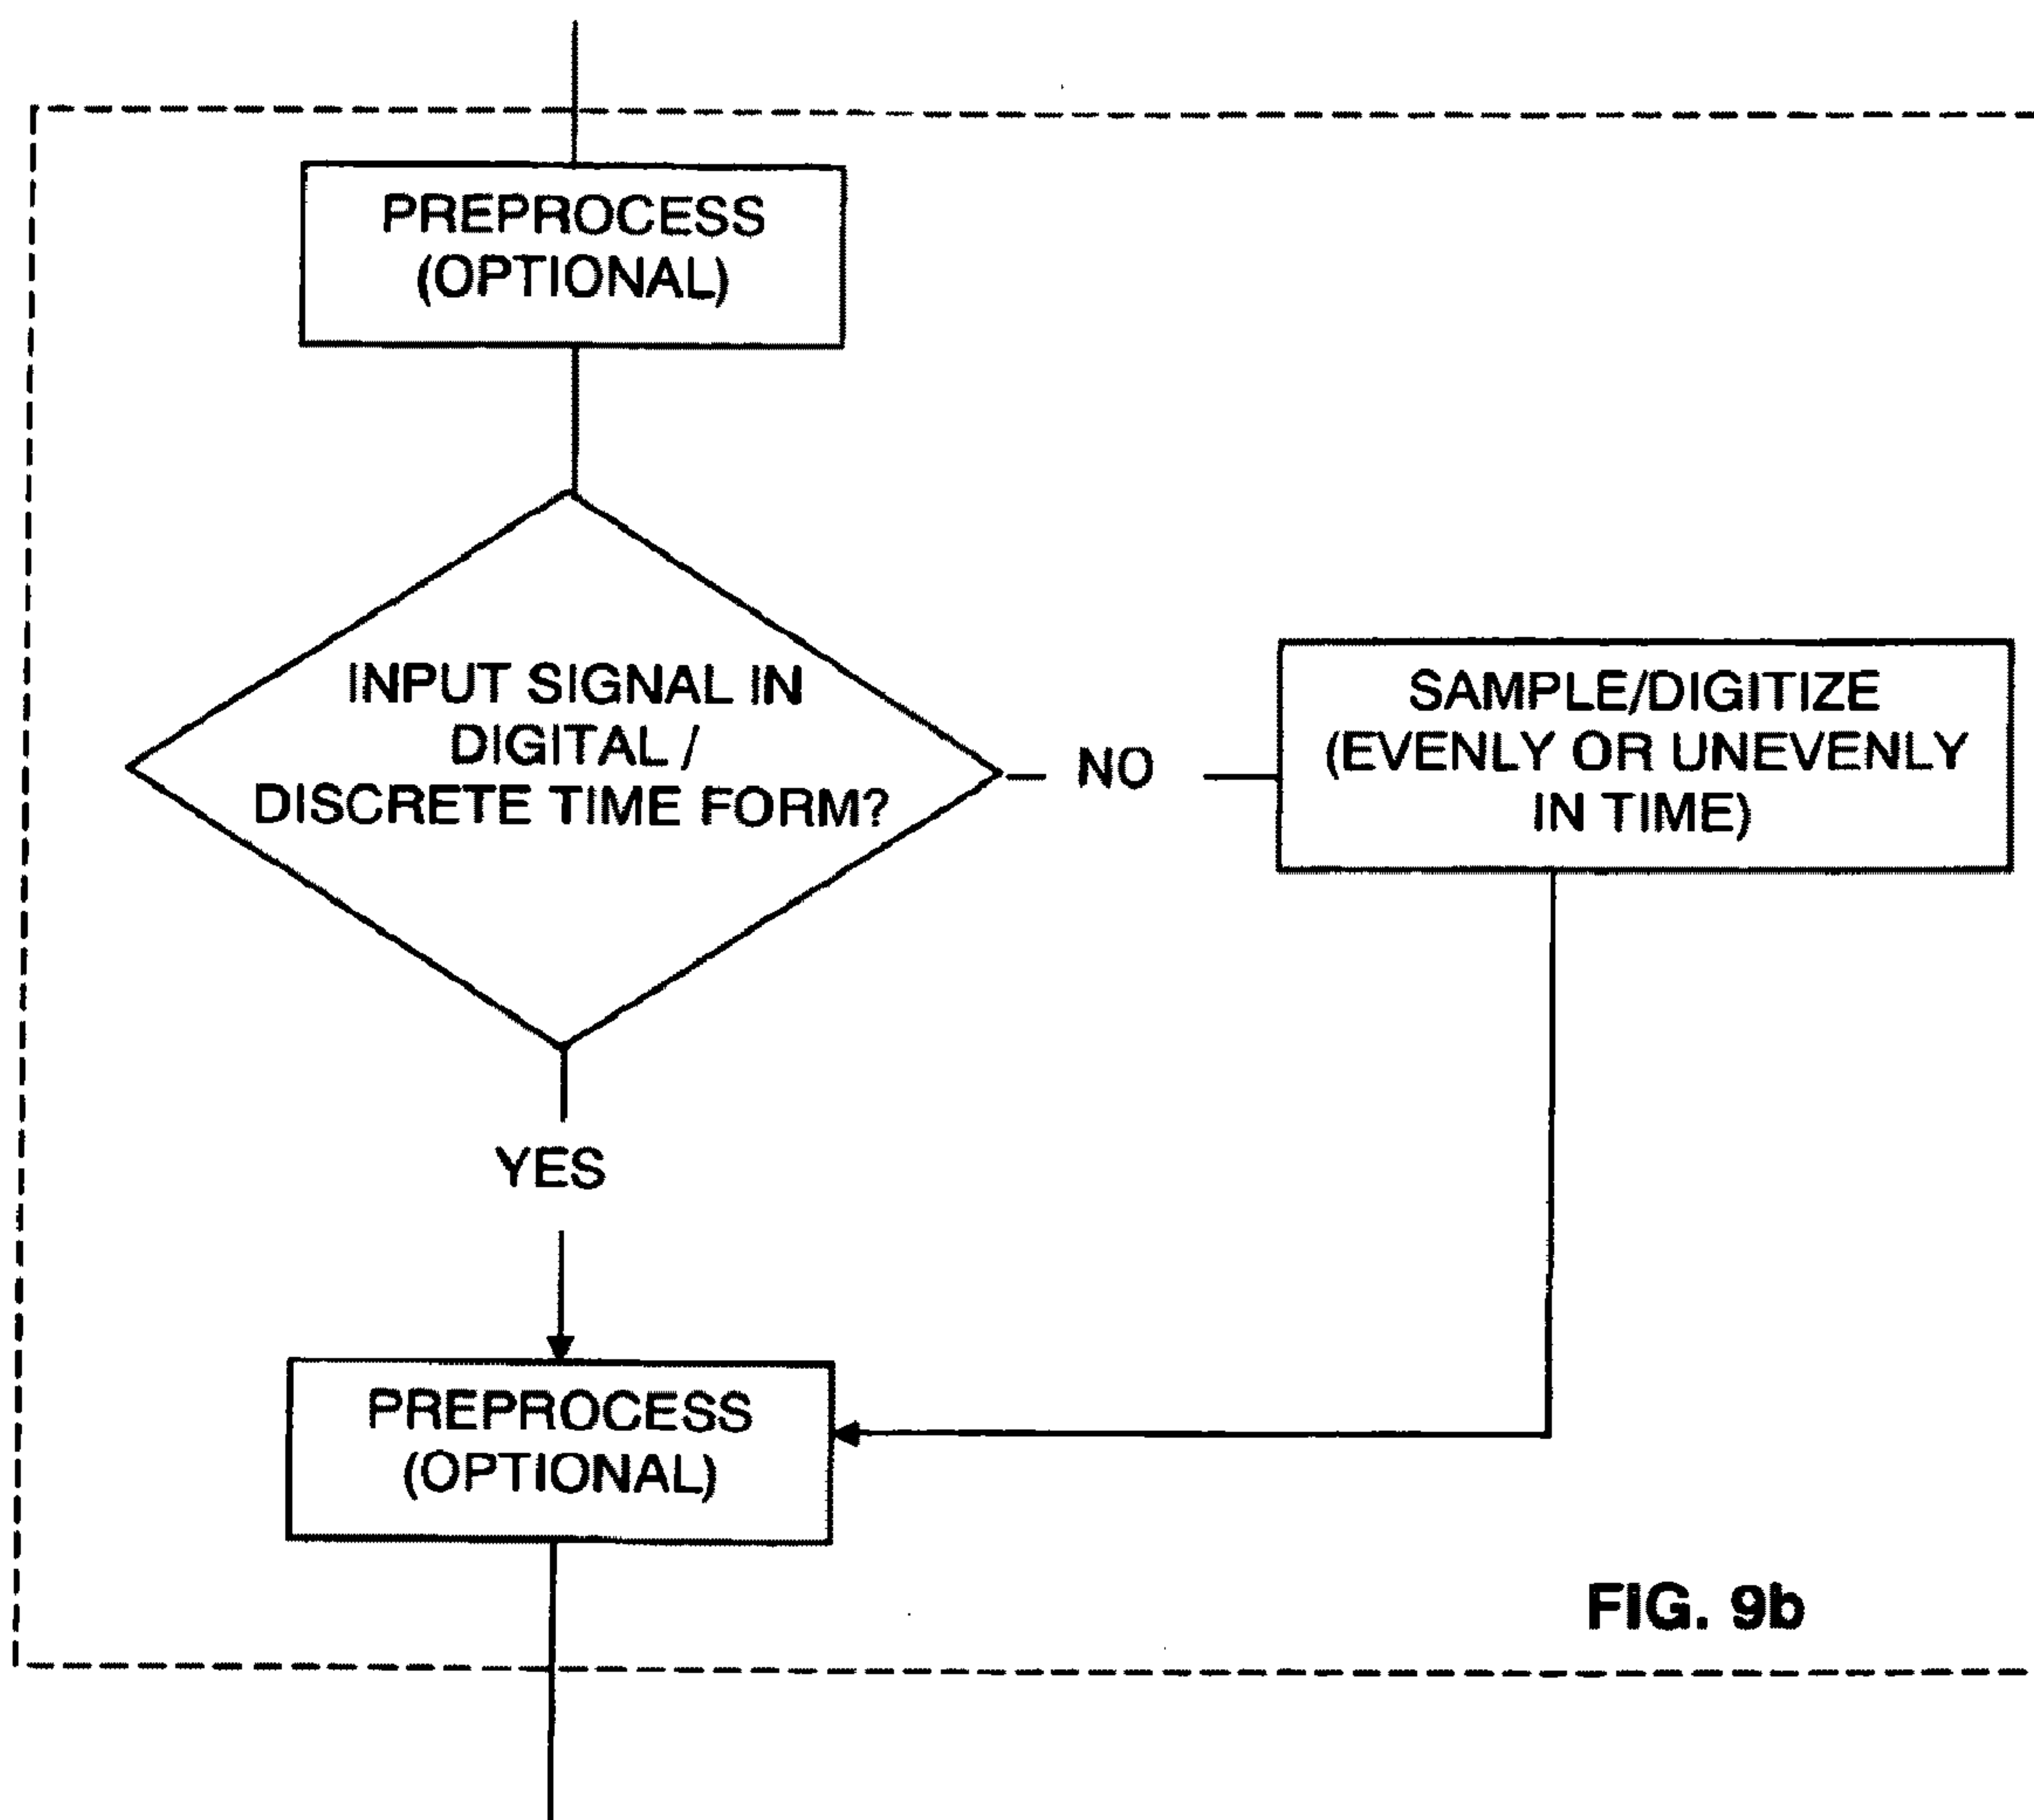 PREPROCESS
(OPTIONAL)
INPUT SIGNAL IN
DIGITAL /
DISCRETE TIME FORM?
NO
SAMPLE/DIGITIZE
(EVENLY OR UNEVENLY
IN TIME)
YES
PREPROCESS
(OPTIONAL)
FIG. 9b